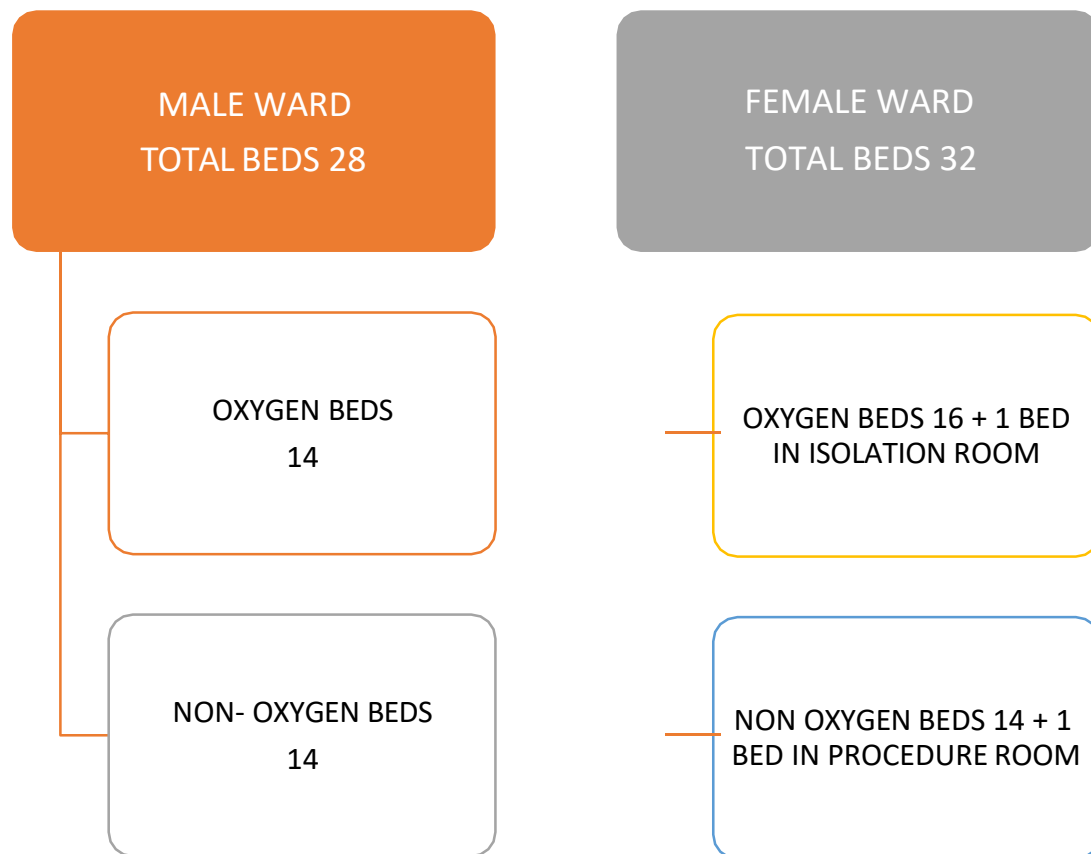 MALE WARD
TOTAL BEDS 28
OXYGEN BEDS
14
NON- OXYGEN BEDS
14
FEMALE WARD
TOTAL BEDS 32
OXYGEN BEDS 16 + 1 BED
IN ISOLATION ROOM
NON OXYGEN BEDS 14 + 1
BED IN PROCEDURE ROOM